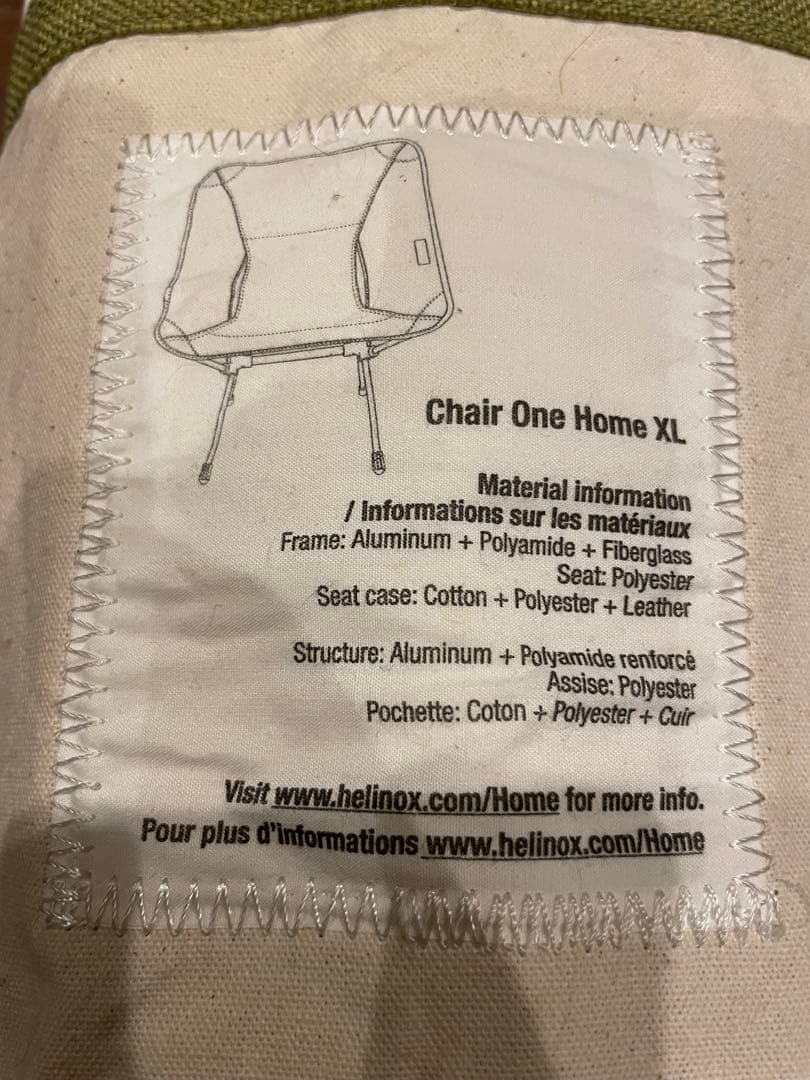 Chair One Home XL
Material information
/ Informations sur les matériaux
Frame: Aluminum + Polyamide + Fiberglass
Seat: Polyester
Seat case: Cotton + Polyester + Leather
Structure: Aluminum + Polyamide renforcé
Assise: Polyester
Pochette: Coton + Polyester + Cuir
Visit www.helinox.com/Home for more info.
Pour plus d'informations www.helinox.com/Home